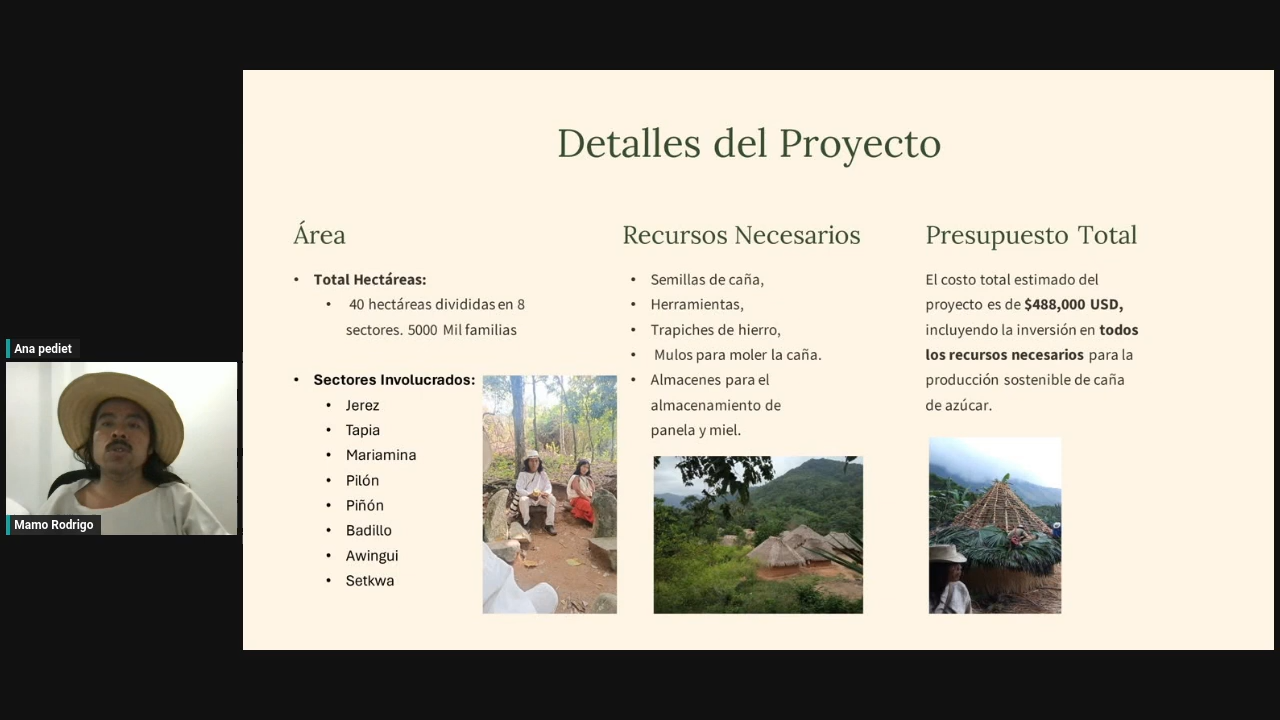 Detalles del Proyecto
Área
• Total Hectáreas:
• 40 hectáreas divididas en 8
sectores. 5000 Mil familias
• Sectores Involucrados:
• Jerez
• Tapia
• Mariamina
• Pilón
• Piñón
• Badillo
• Awingui
• Setkwa
Recursos Necesarios
• Semillas de caña,
• Herramientas,
• Trapiches de hierro,
• Mulos para moler la caña.
• Almacenes para el
almacenamiento de
panela y miel.
Presupuesto Total
El costo total estimado del
proyecto es de $488,000 USD,
incluyendo la inversión en todos
los recursos necesarios para la
producción sostenible de caña
de azúcar.
Ana pediet
Mamo Rodrigo